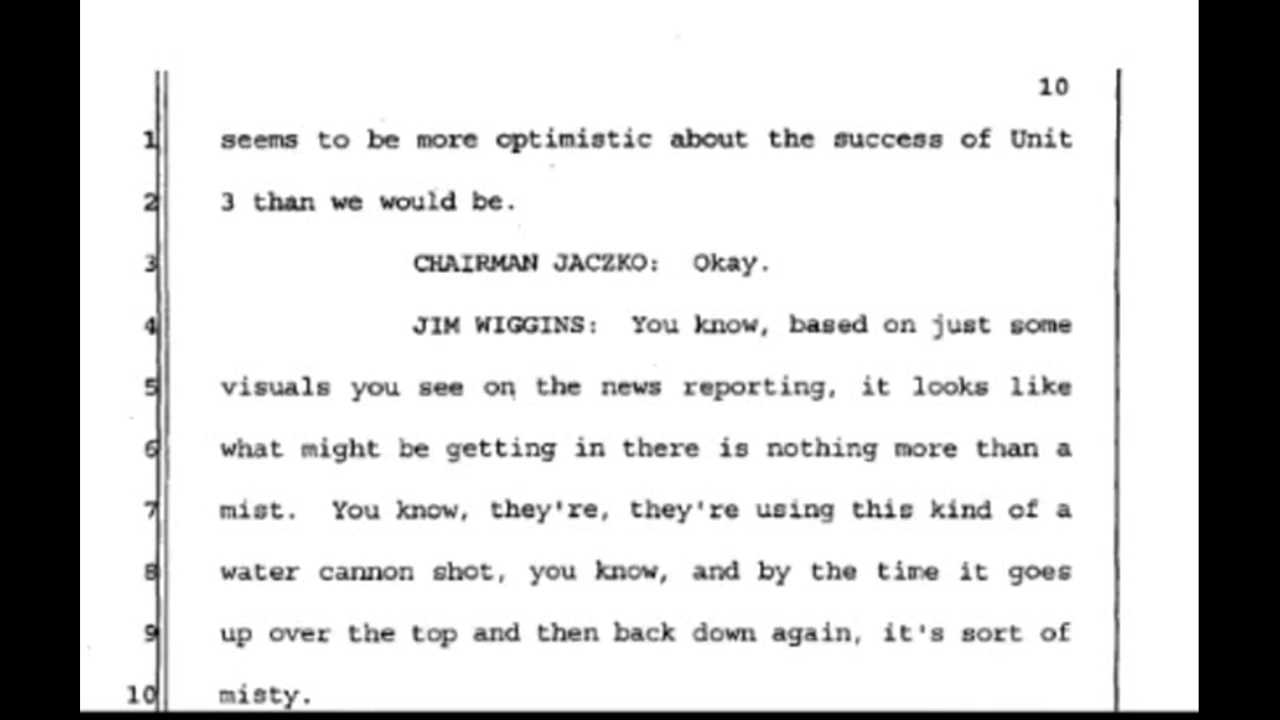 10
1 seems to be more optimistic about the success of Unit
2 3 than we would be.
3 CHAIRMAN JACZKO: Okay.
4 JIM WIGGINS: You know, based on just some
5 visuals you see on the news reporting, it looks like
6 what might be getting in there is nothing more than a
7 mist. You know, they're, they're using this kind of a
8 water cannon shot, you know, and by the time it goes
9 up over the top and then back down again, it's sort of
10 misty.